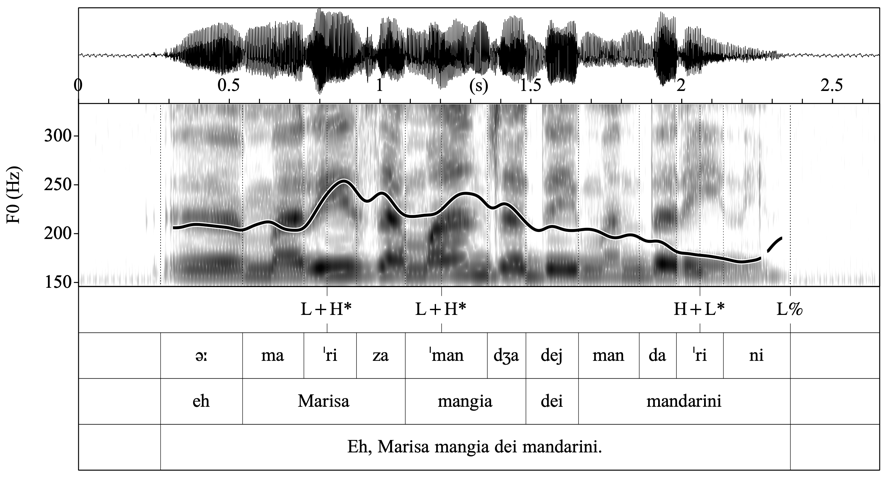 0 0.5 1 (s) 1.5 2 2.5
F0 (Hz)
300
250
200
150
L+H* L+H* H+L* L%
ə: ma ˈri za ˈman dʒa dej man da ˈri ni
eh Marisa mangia dei mandarini
Eh, Marisa mangia dei mandarini.